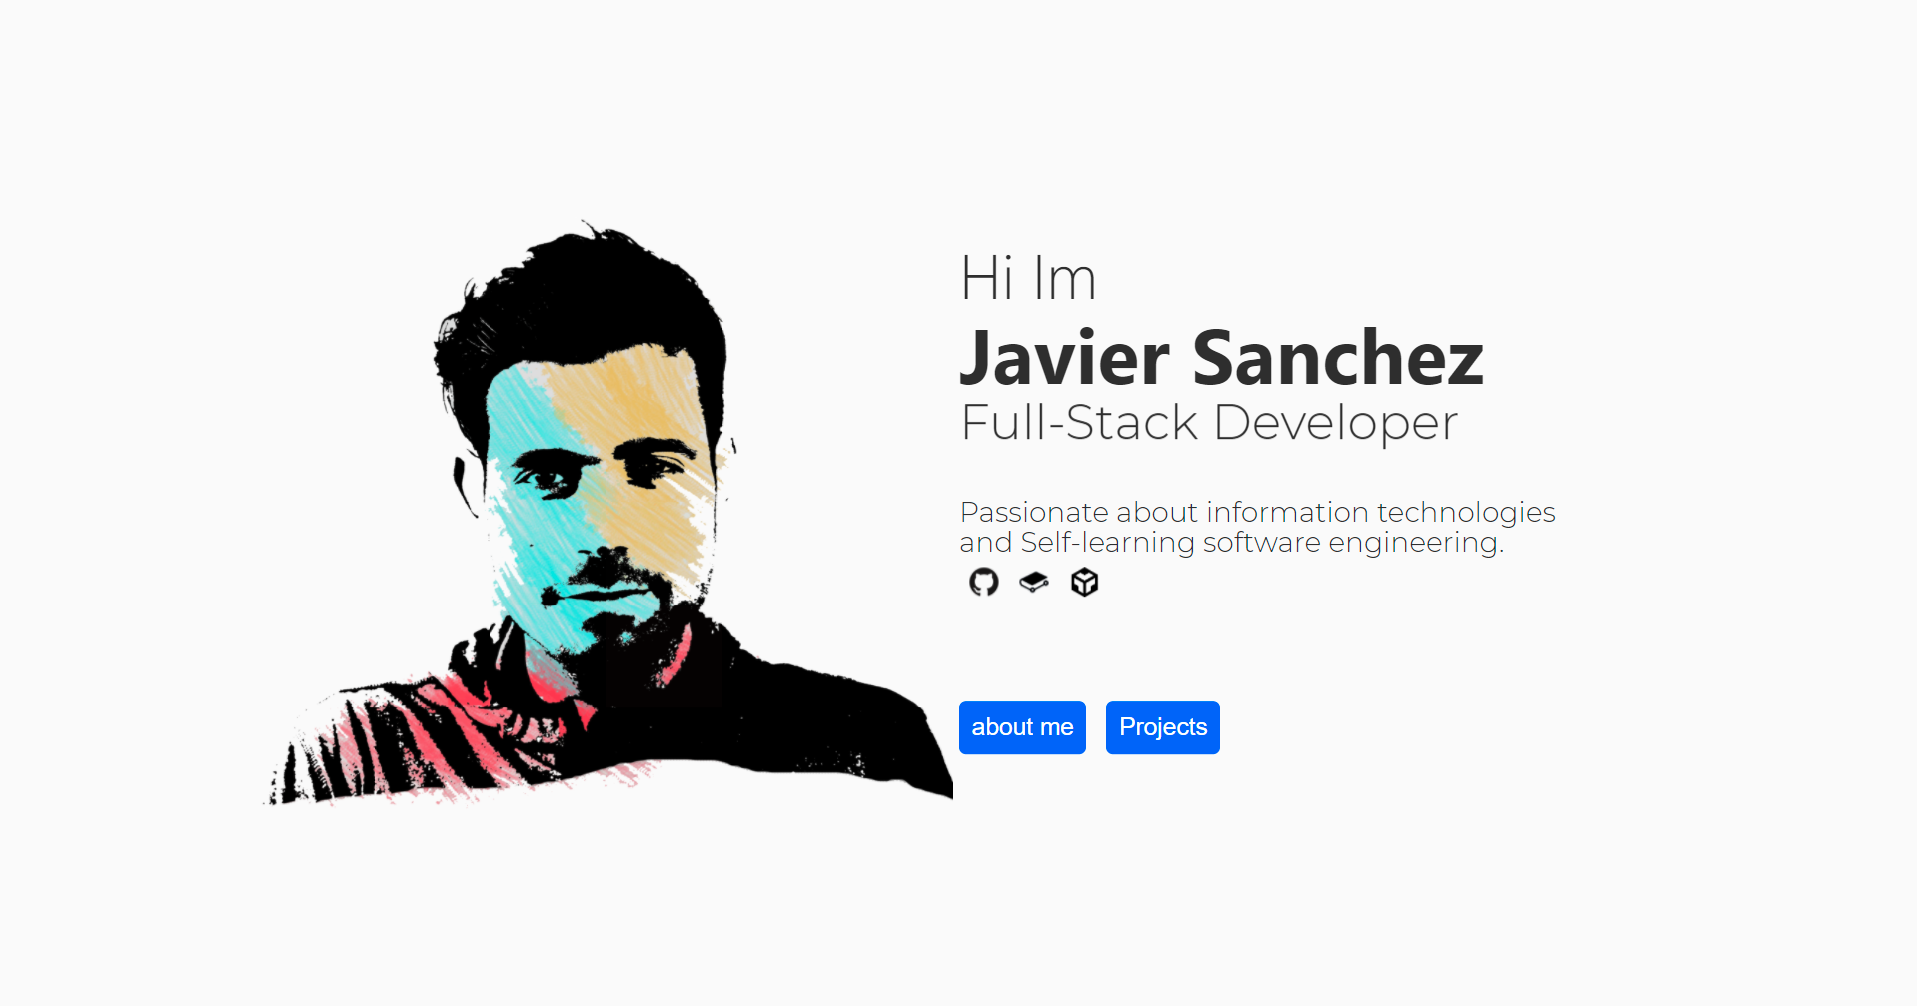 Hi Im
Javier Sanchez
Full-Stack Developer
Passionate about information technologies
and Self-learning software engineering.
about me
Projects